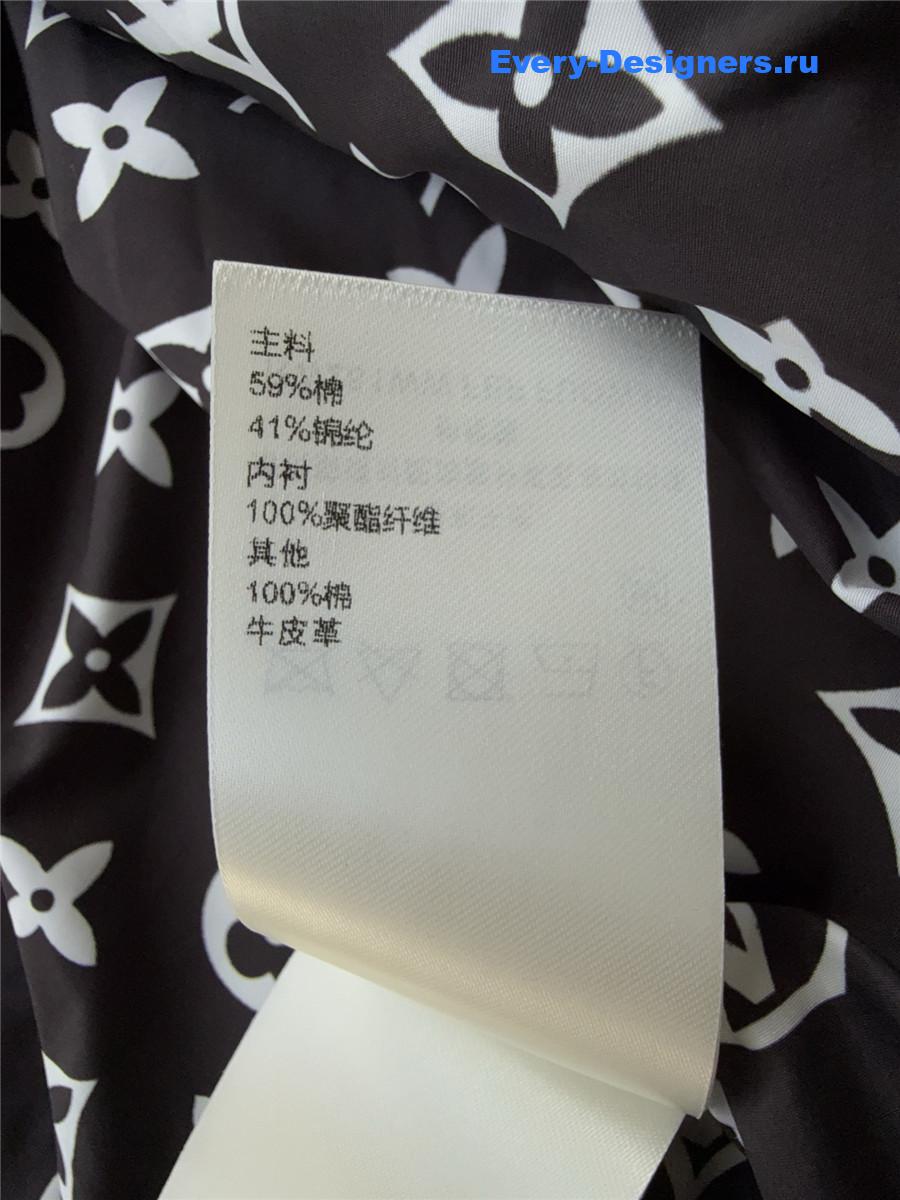 Every-Designers.ru
主料
59%棉
41%锦纶
内衬
100%聚酯纤维
其他
100%棉
牛皮革